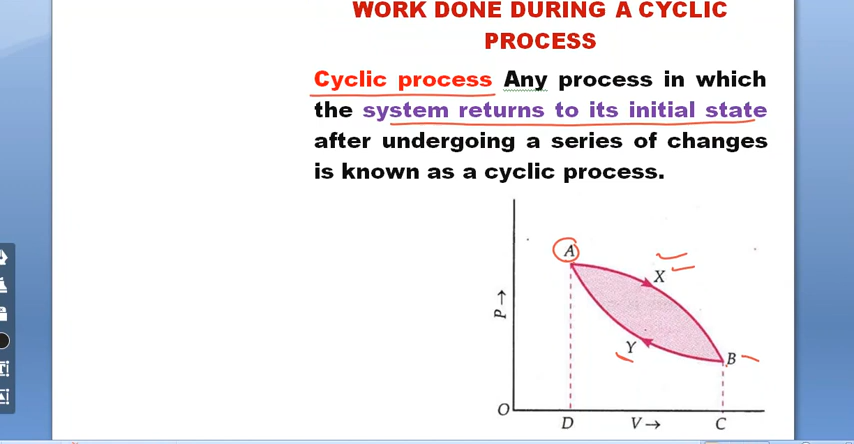 WORK DONE DURING A CYCLIC
PROCESS
Cyclic process Any process in which
the system returns to its initial state
after undergoing a series of changes
is known as a cyclic process.
A
X
P→
Y
B
O
D
V→
C